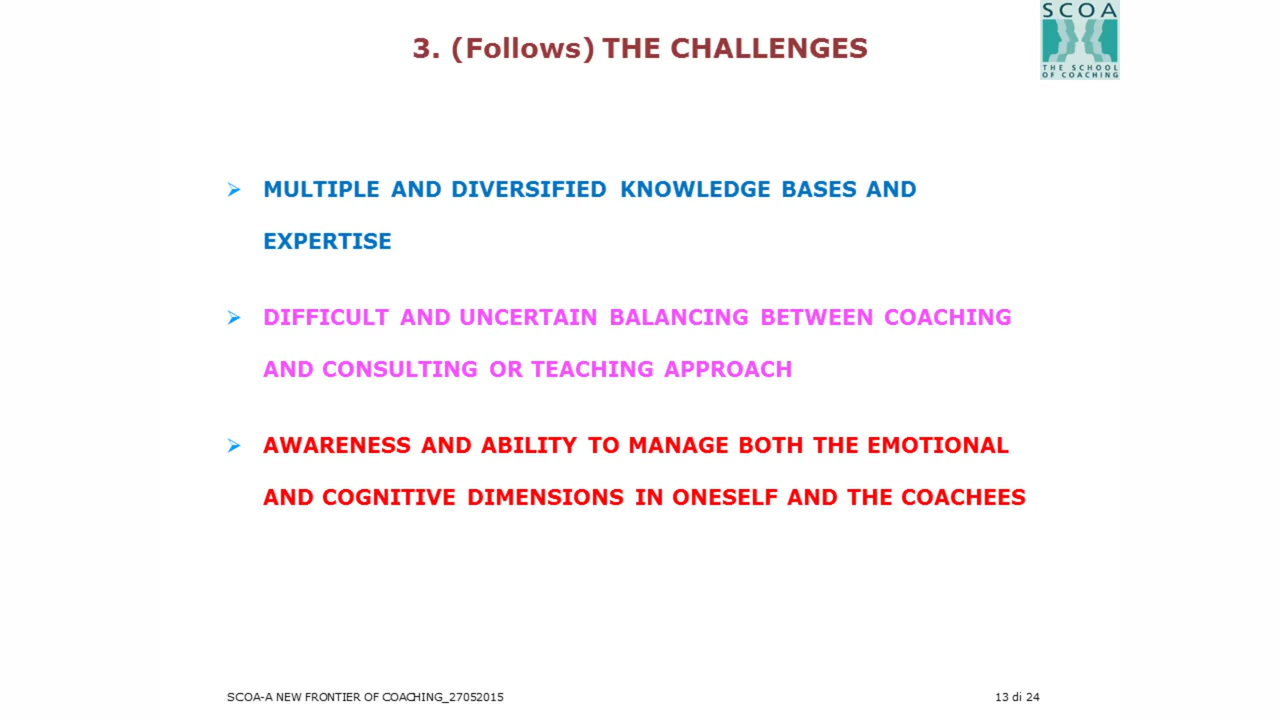 SCOA
THE SCHOOL
OF COACHING
3. (Follows) THE CHALLENGES
MULTIPLE AND DIVERSIFIED KNOWLEDGE BASES AND
EXPERTISE
DIFFICULT AND UNCERTAIN BALANCING BETWEEN COACHING
AND CONSULTING OR TEACHING APPROACH
AWARENESS AND ABILITY TO MANAGE BOTH THE EMOTIONAL
AND COGNITIVE DIMENSIONS IN ONESELF AND THE COACHEES
SCOA-A NEW FRONTIER OF COACHING_27052015
13 di 24